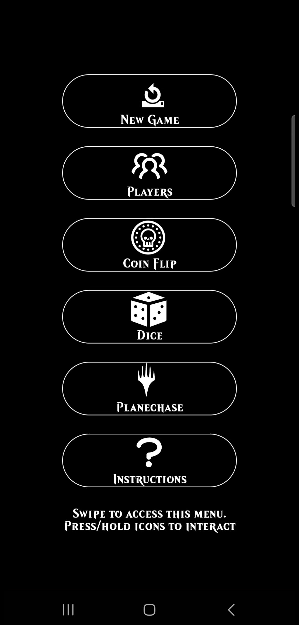 New Game
Players
Coin Flip
Dice
Planechase
Instructions
Swipe to access this menu.
Press/hold icons to interact